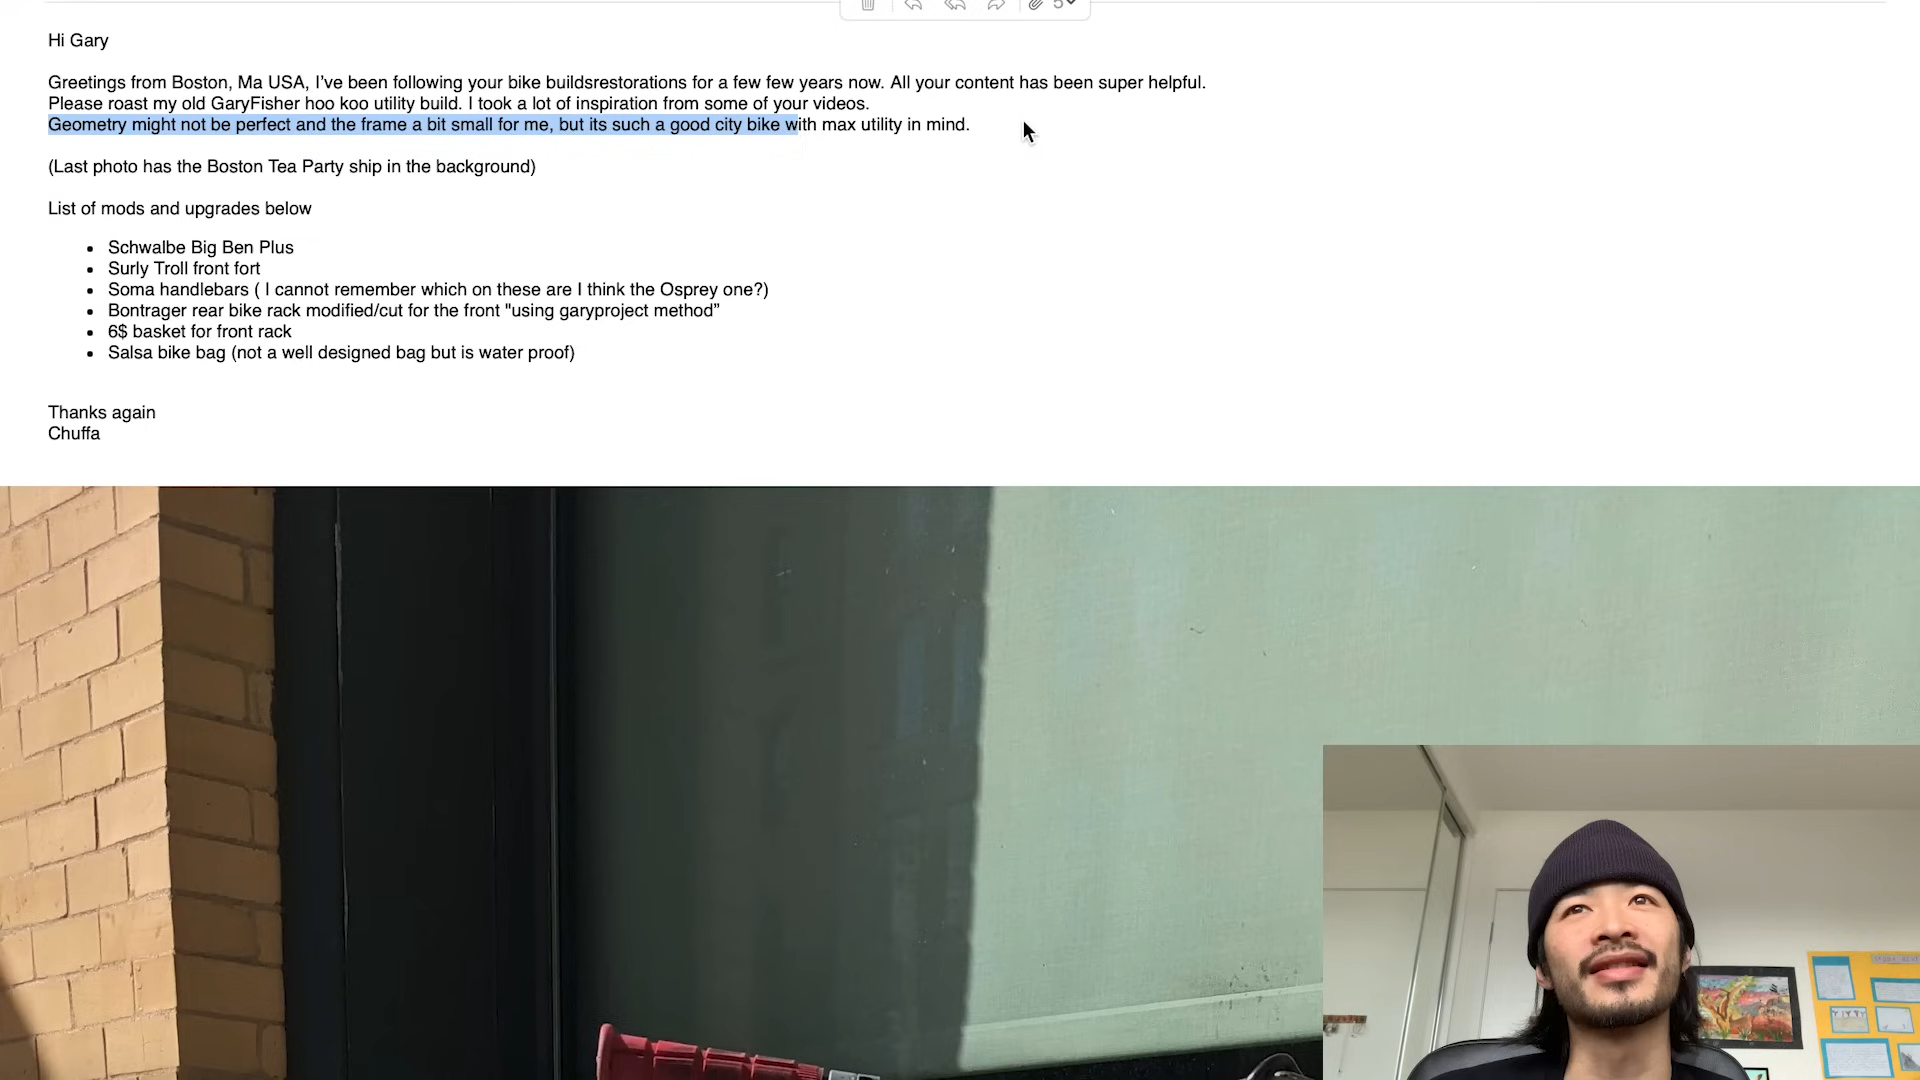 5
Hi Gary
Greetings from Boston, Ma USA, I've been following your bike buildsrestorations for a few few years now. All your content has been super helpful.
Please roast my old GaryFisher hoo koo utility build. I took a lot of inspiration from some of your videos.
Geometry might not be perfect and the frame a bit small for me, but its such a good city bike with max utility in mind.
(Last photo has the Boston Tea Party ship in the background)
List of mods and upgrades below
• Schwalbe Big Ben Plus
• Surly Troll front fort
• Soma handlebars ( I cannot remember which on these are I think the Osprey one?)
• Bontrager rear bike rack modified/cut for the front "using garyproject method”
• 6$ basket for front rack
• Salsa bike bag (not a well designed bag but is water proof)
Thanks again
Chuffa